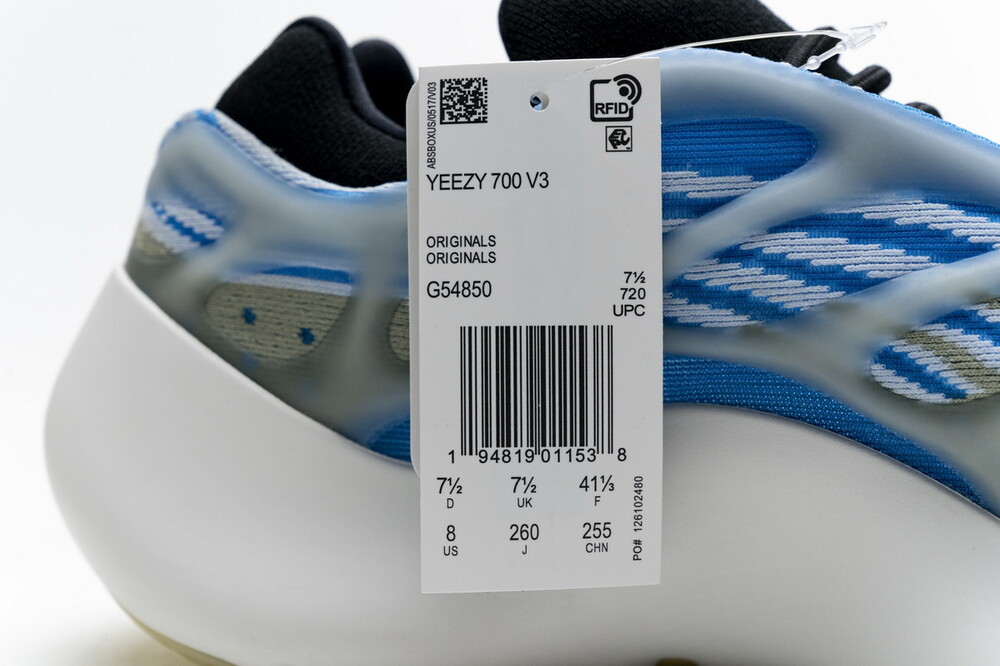 ABSBOXUS/0517/V03
RFID
YEEZY 700 V3
ORIGINALS
ORIGINALS
G54850
7½
720
UPC
1 94819 01153 8
7½ 7½ 41⅓
D UK F
8 260 255
US J CHN
PO# 126102480